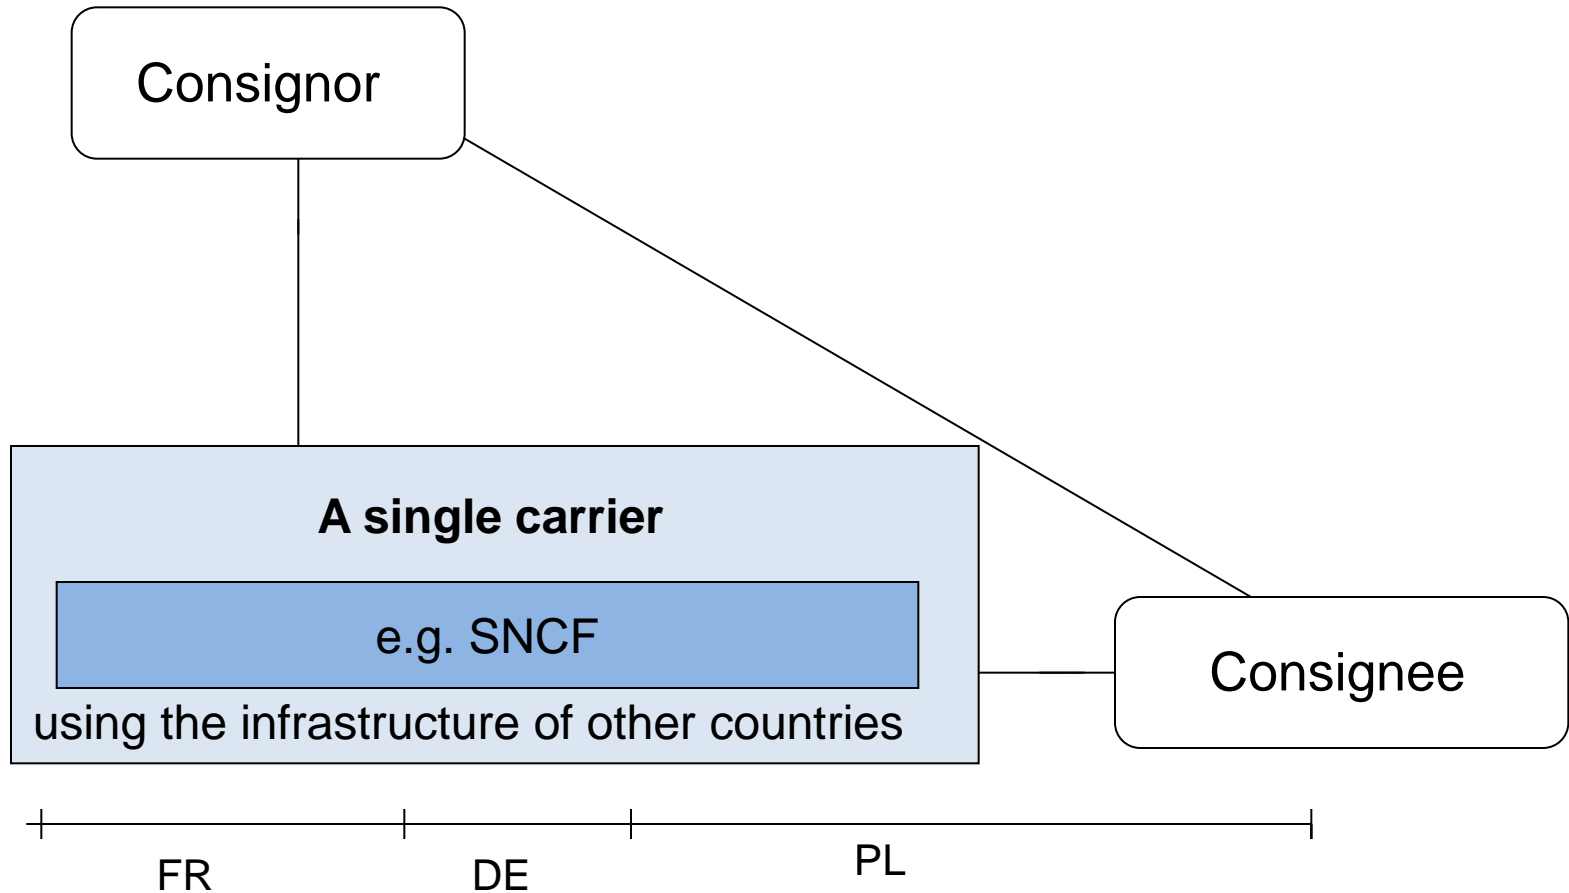 Consignor
A single carrier
e.g. SNCF
using the infrastructure of other countries
Consignee
FR
DE
PL